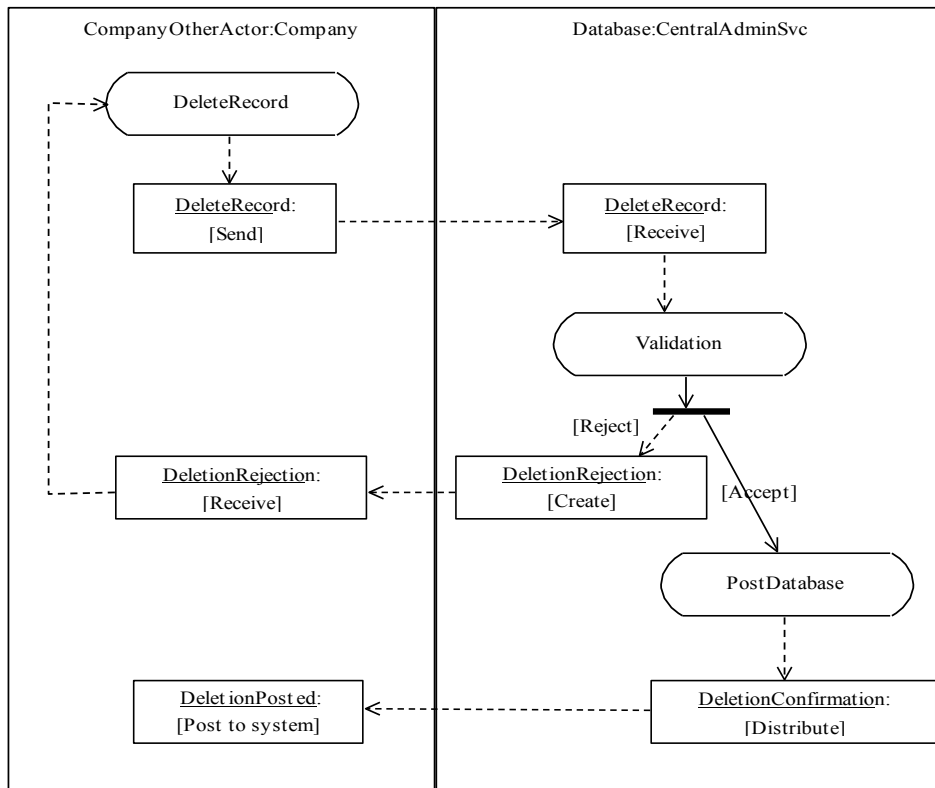 CompanyOtherActor:Company
Database:CentralAdminSvc
DeleteRecord
DeleteRecord:
[Send]
DeleteRecord:
[Receive]
Validation
[Reject]
DeletionRejection:
[Receive]
DeletionRejection:
[Create]
[Accept]
PostDatabase
DeletionPosted:
[Post to system]
DeletionConfirmation:
[Distribute]